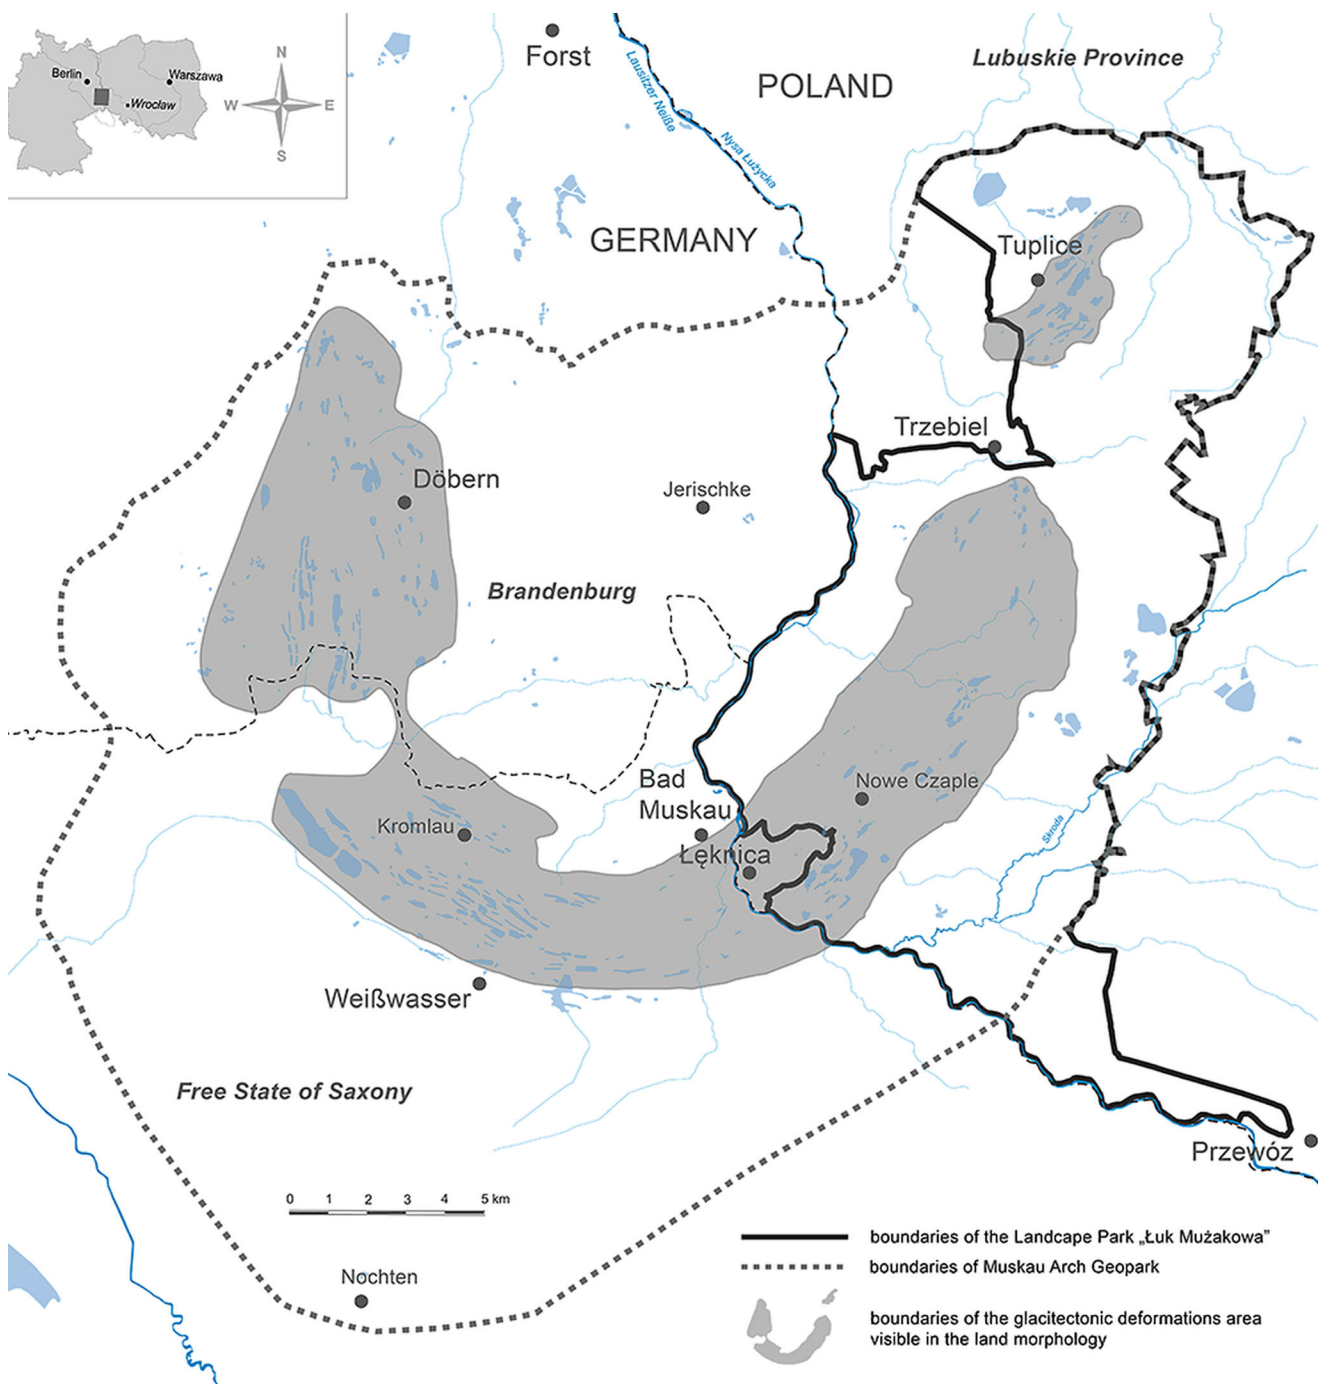 Berlin
Warszawa
Wrocław
N
W
E
S
Forst
Lausitzer Neiße
Nysa Łużycka
POLAND
Lubuskie Province
GERMANY
Tuplice
Trzebiel
Döbern
Jerischke
Brandenburg
Bad
Muskau
Nowe Czaple
Kromlau
Łęknica
Skroda
Weißwasser
Free State of Saxony
Przewóz
0 1 2 3 4 5 km
Nochten
boundaries of the Landcape Park „Łuk Mużakowa”
boundaries of Muskau Arch Geopark
boundaries of the glacitectonic deformations area
visible in the land morphology